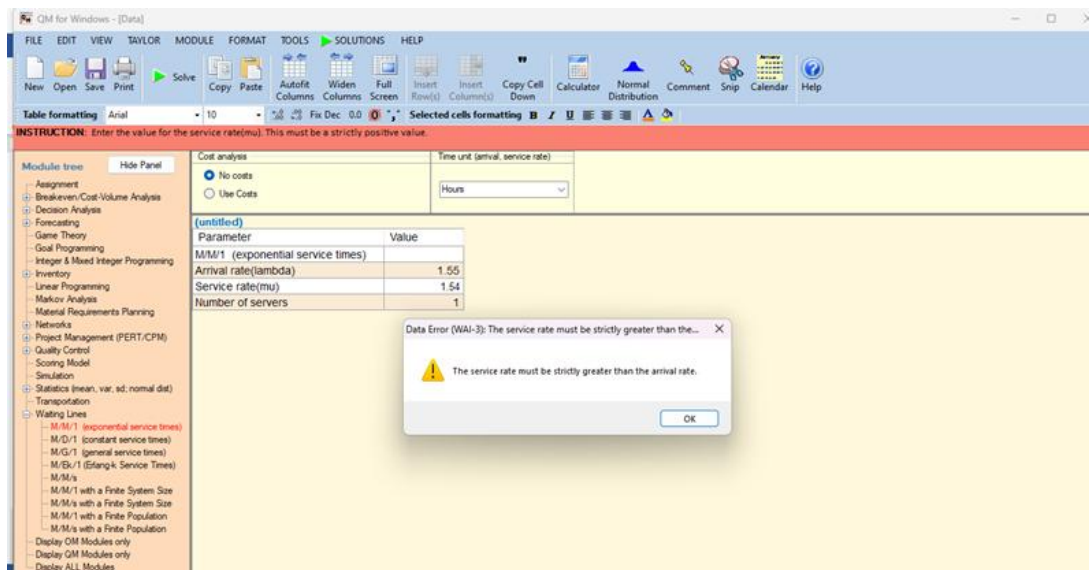 QM for Windows - [Data]
FILE EDIT VIEW TAYLOR MODULE FORMAT TOOLS SOLUTIONS HELP
New Open Save Print Solve Copy Paste Autofit Columns Widen Columns Full Screen Insert Row(s) Insert Column(s) Copy Cell Down Calculator Normal Distribution Comment Snip Calendar Help
Table formatting Arial 10 Fix Dec 0.0 0 "," Selected cells formatting B I U A
INSTRUCTION: Enter the value for the service rate(mu). This must be a strictly positive value.
Module tree Hide Panel
Assignment
Breakeven/Cost-Volume Analysis
Decision Analysis
Forecasting
Game Theory
Goal Programming
Integer & Mixed Integer Programming
Inventory
Linear Programming
Markov Analysis
Material Requirements Planning
Networks
Project Management (PERT/CPM)
Quality Control
Scoring Model
Simulation
Statistics (mean, var, sd; normal dist)
Transportation
Waiting Lines
M/M/1 (exponential service times)
M/D/1 (constant service times)
M/G/1 (general service times)
M/Ek/1 (Erlang-k Service Times)
M/M/s
M/M/1 with a Finite System Size
M/M/s with a Finite System Size
M/M/1 with a Finite Population
M/M/s with a Finite Population
Display OM Modules only
Display QM Modules only
Display ALL Modules
Cost analysis
No costs
Use Costs
Time unit (arrival, service rate)
Hours
(untitled)
Parameter Value
M/M/1 (exponential service times)
Arrival rate(lambda) 1.55
Service rate(mu) 1.54
Number of servers 1
Data Error (WAI-3): The service rate must be strictly greater than the...
The service rate must be strictly greater than the arrival rate.
OK